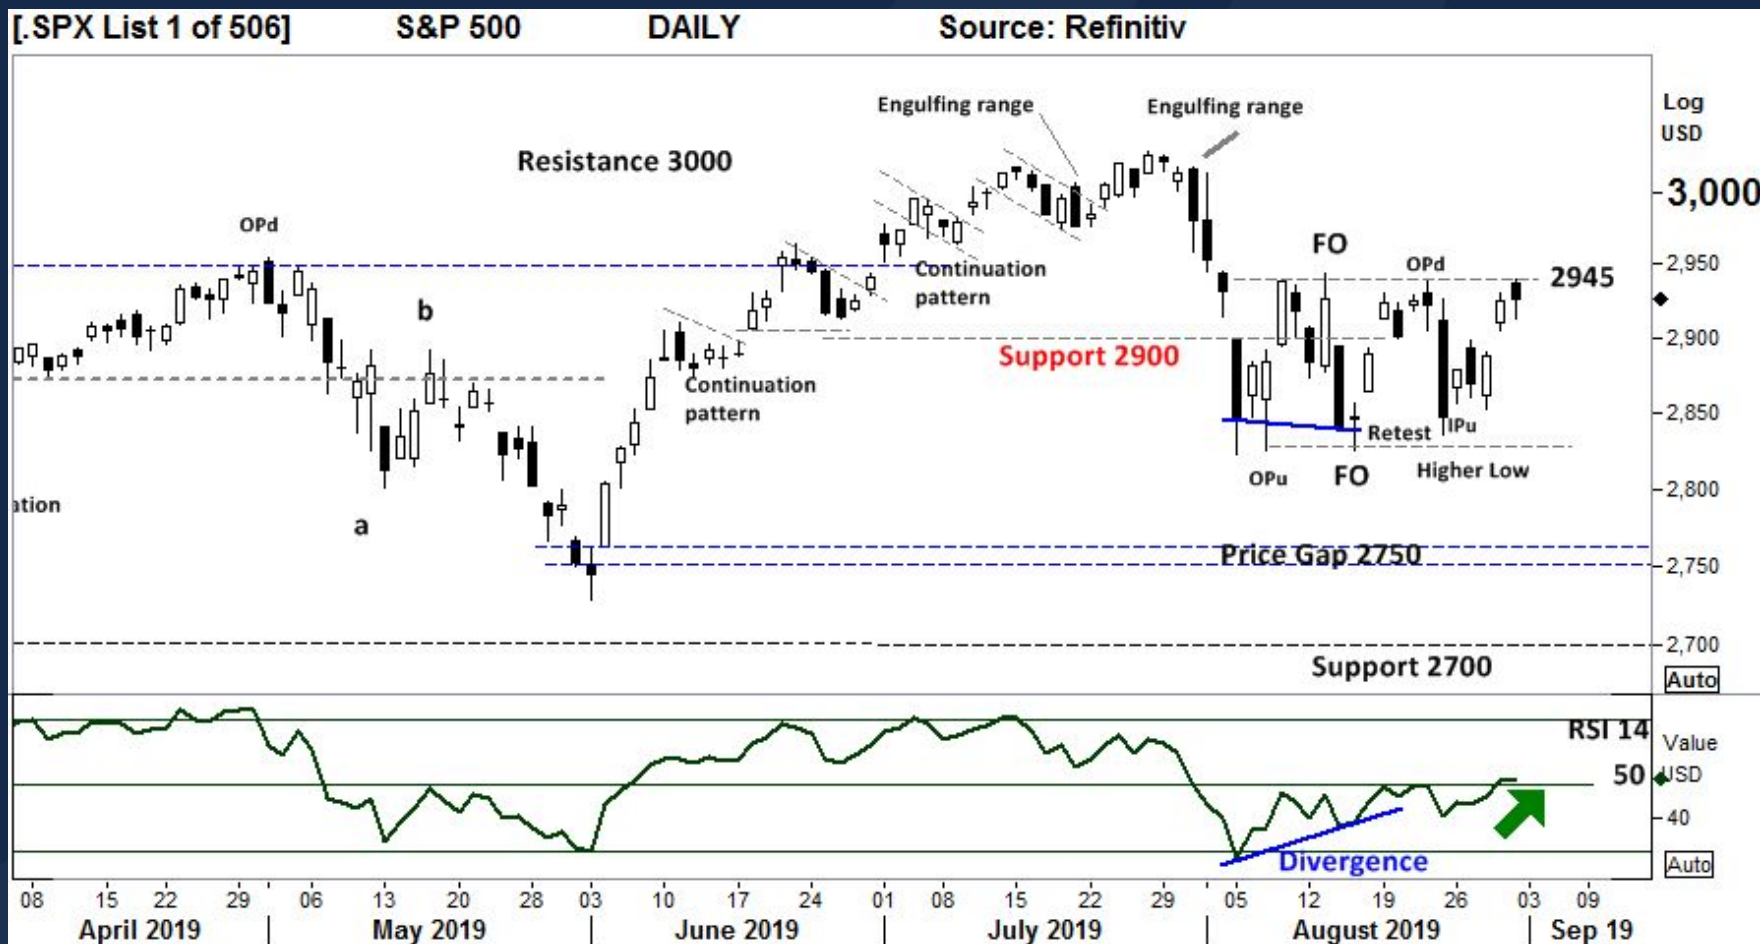 [.SPX List 1 of 506] S&P 500 DAILY Source: Refinitiv
Engulfing range Engulfing range
Log
USD
Resistance 3000
3,000
OPd
FO
2,950
OPd
2945
Continuation
pattern
b
2,900
Support 2900
Continuation
pattern
2,850
Retest IPu
OPu FO Higher Low
2,800
ation
a
Price Gap 2750
2,750
2,700
Support 2700
Auto
RSI 14
Value
50 USD
40
Divergence
Auto
08 15 22 29 06 13 20 28 03 10 17 24 01 08 15 22 29 05 12 19 26 03 09
April 2019 May 2019 June 2019 July 2019 August 2019 Sep 19